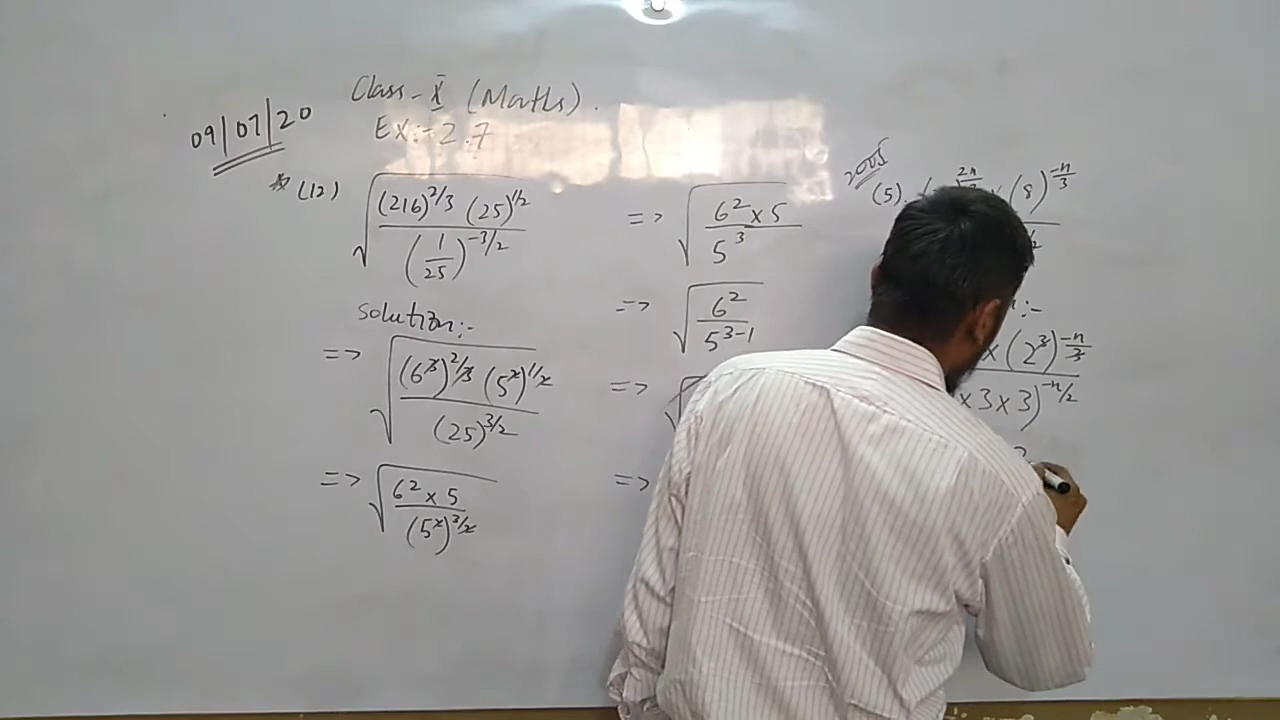 09/07/20
Class - X (Maths).
Ex:- 2.7
(12) √((216)^2/3 (25)^1/2 / (1/25)^-3/2)
Solution:-
=> √((6^3)^2/3 (5^2)^1/2 / (25)^3/2)
=> √(6^2 x 5 / (5^2)^3/2)
=> √(6^2 x 5 / 5^3)
=> √(6^2 / 5^3-1)
=>
=>
2005
(5). ( 2n x (8)^-n/3
:-
x (2^3)^-n/3
x 3 x 3)^-n/2